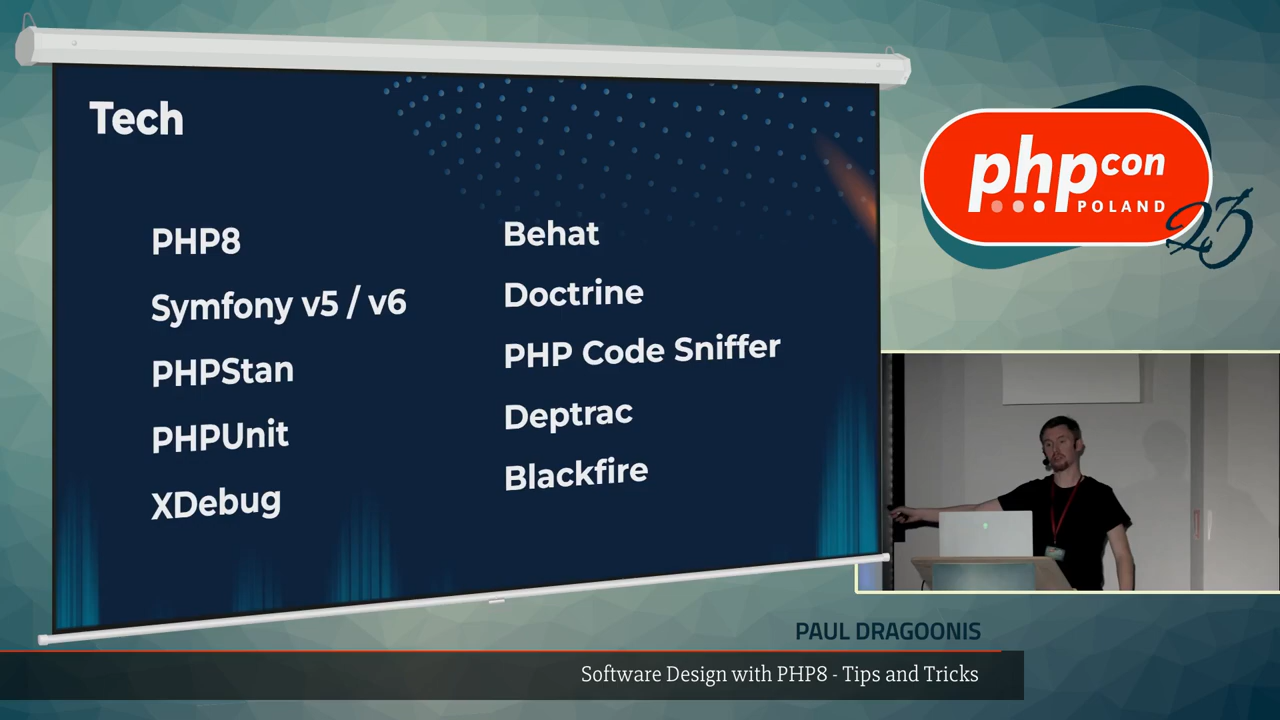 Tech
PHP8
Symfony v5 / v6
PHPStan
PHPUnit
XDebug
Behat
Doctrine
PHP Code Sniffer
Deptrac
Blackfire
phpcon
POLAND
23
PAUL DRAGOONIS
Software Design with PHP8 - Tips and Tricks